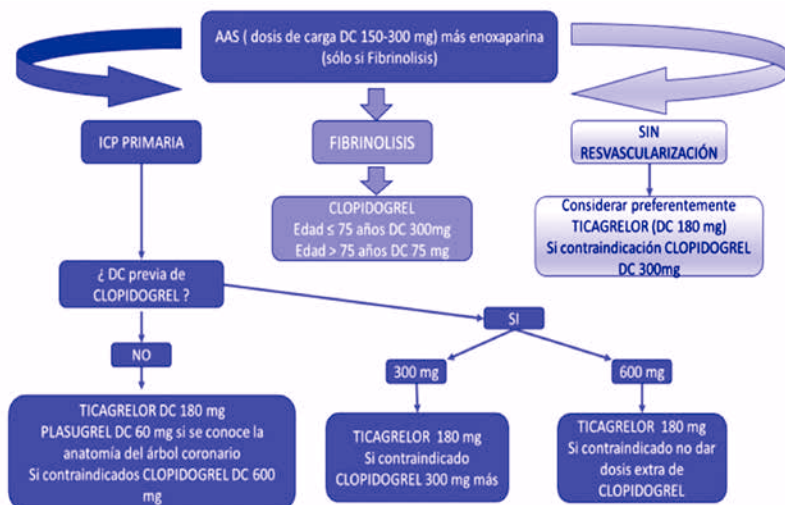 AAS ( dosis de carga DC 150-300 mg) más enoxaparina
(sólo si Fibrinolisis)
ICP PRIMARIA
FIBRINOLISIS
SIN
RESVASCULARIZACIÓN
CLOPIDOGREL
Edad ≤ 75 años DC 300mg
Edad > 75 años DC 75 mg
Considerar preferentemente
TICAGRELOR (DC 180 mg)
Si contraindicación CLOPIDOGREL
DC 300mg
¿ DC previa de
CLOPIDOGREL ?
SI
NO
300 mg
600 mg
TICAGRELOR DC 180 mg
PLASUGREL DC 60 mg si se conoce la
anatomía del árbol coronario
Si contraindicados CLOPIDOGREL DC 600
mg
TICAGRELOR 180 mg
Si contraindicado
CLOPIDOGREL 300 mg más
TICAGRELOR 180 mg
Si contraindicado no dar
dosis extra de
CLOPIDOGREL